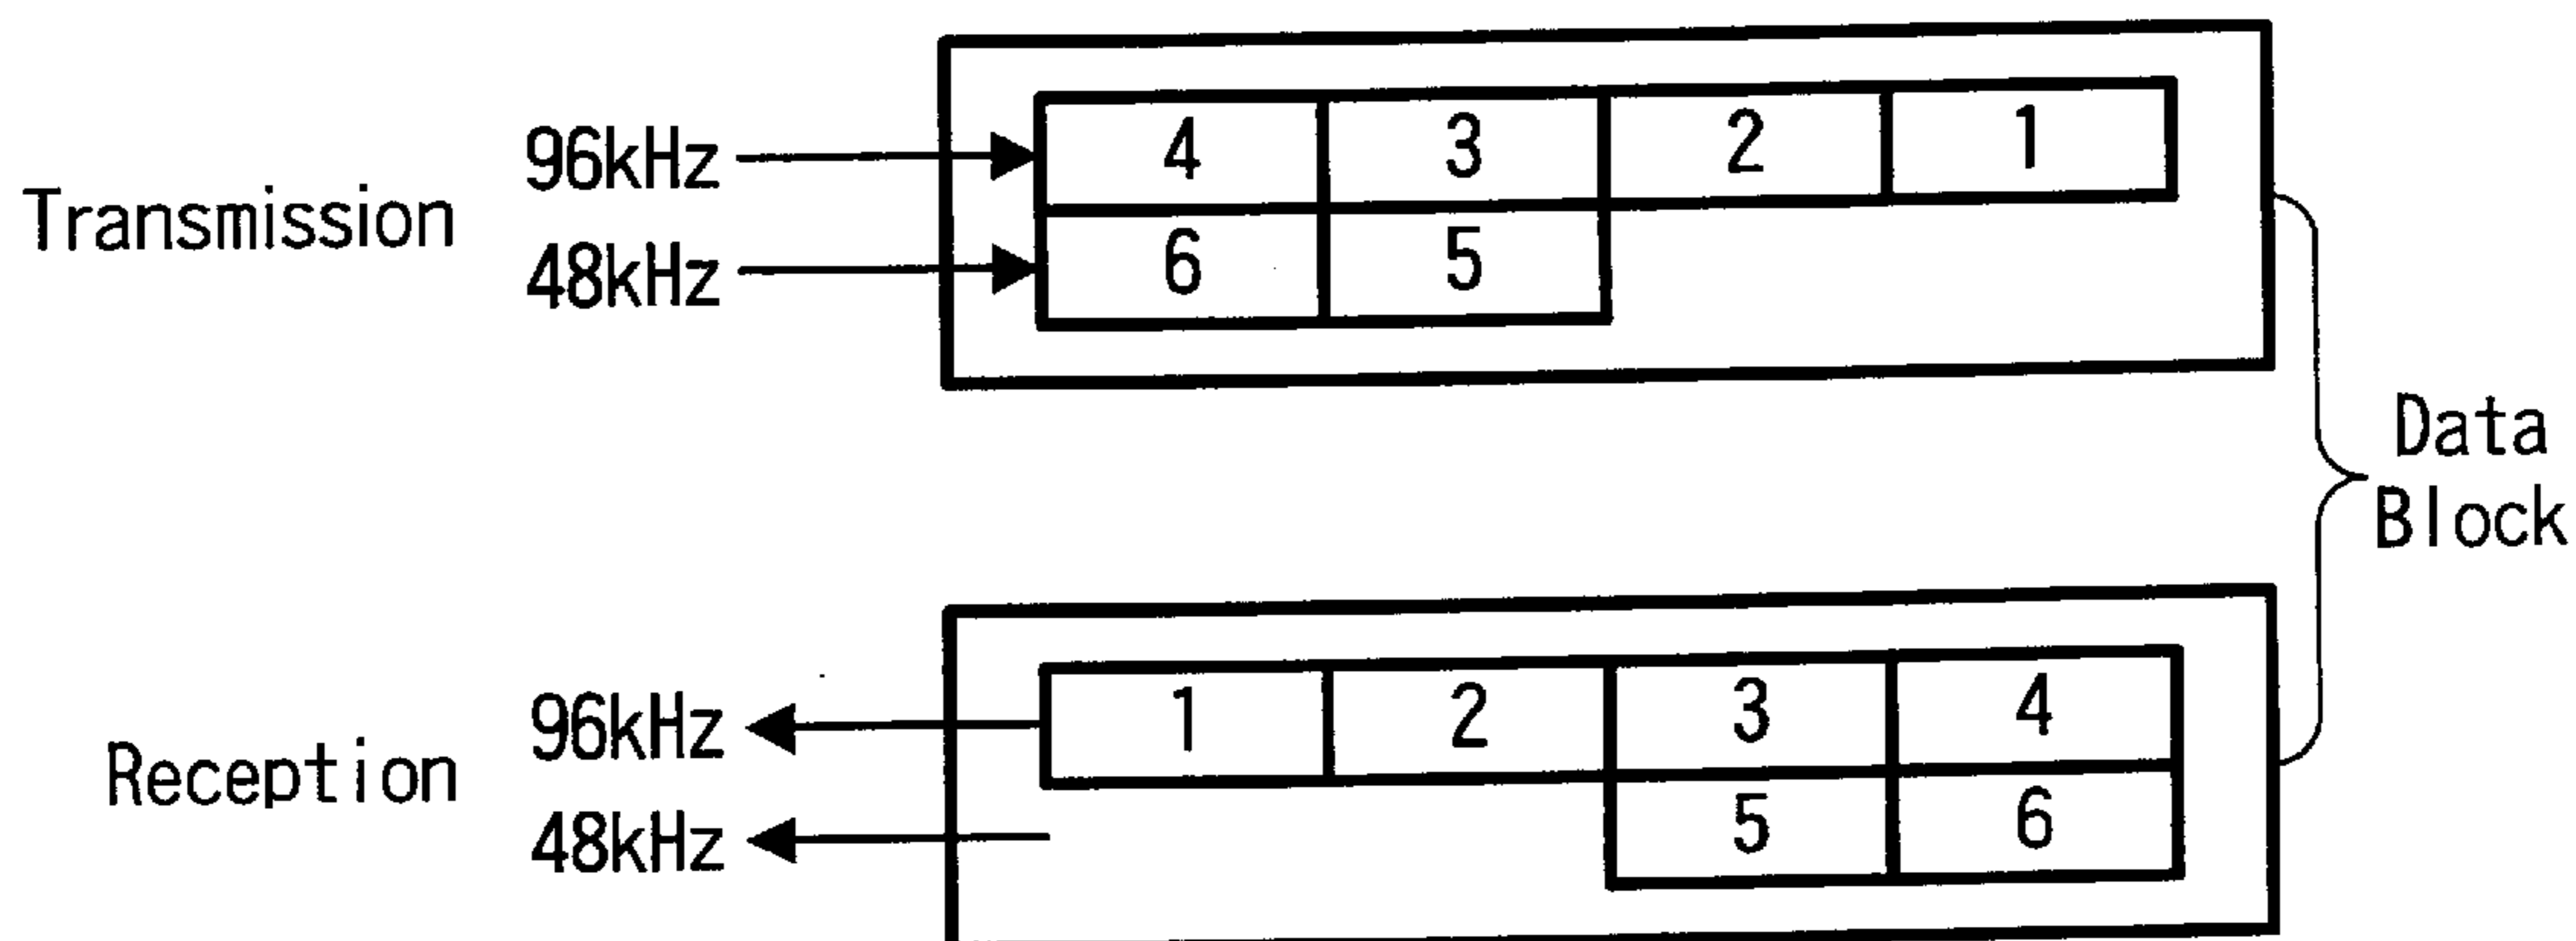 Transmission
96kHz
4 3 2 1
48kHz
6 5
Data
Block
Reception
96kHz
1 2 3 4
48kHz
5 6